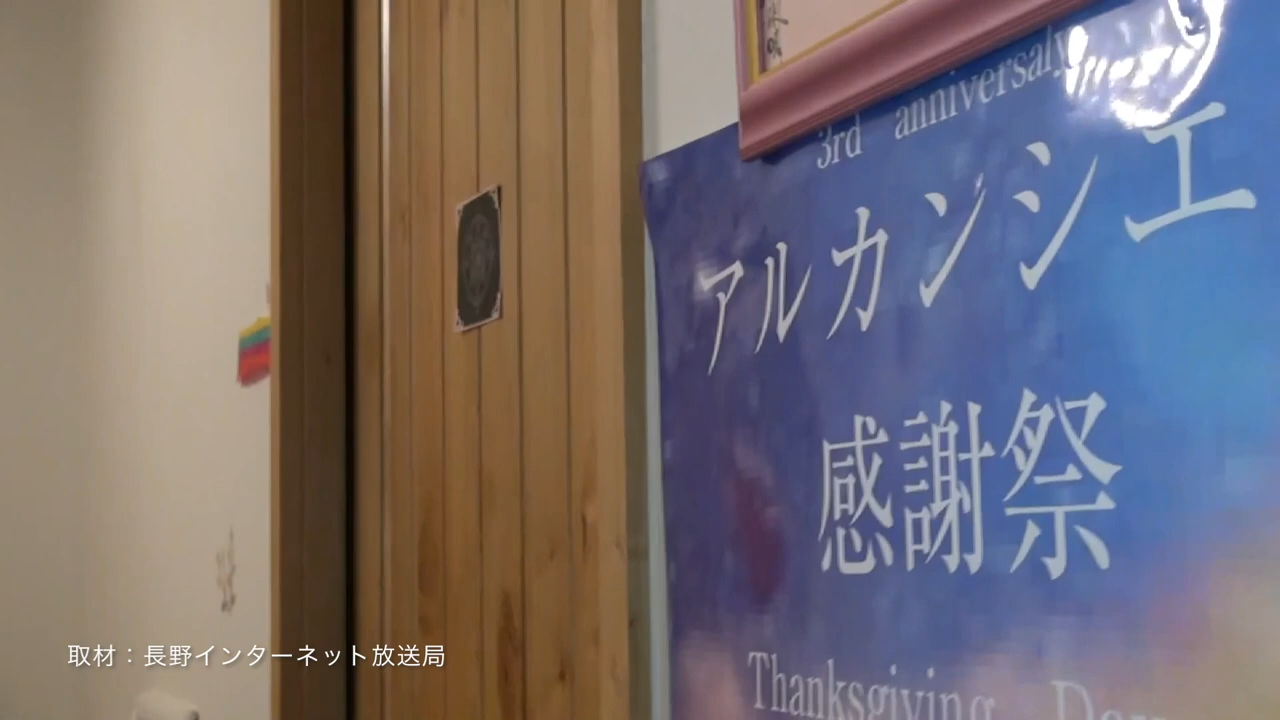 3rd anniversaly
アルカンシエ
感謝祭
Thanksgiving
取材：長野インターネット放送局